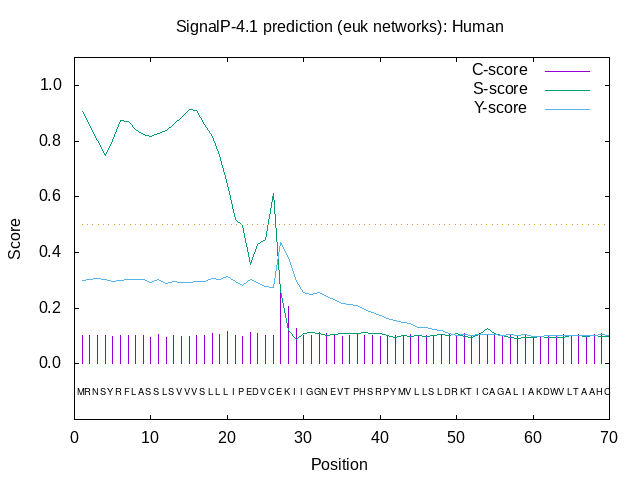 SignalP-4.1 prediction (euk networks): Human
C-score
S-score
Y-score
1.0
0.8
0.6
0.4
0.2
0.0
Score
MRNSYRFLASSLSVVVSLLLIPEDVCEKIIGGNEVTPHSRPYMVLLSLDRKTICAGALIAKDWVLTAAHC
0 10 20 30 40 50 60 70
Position